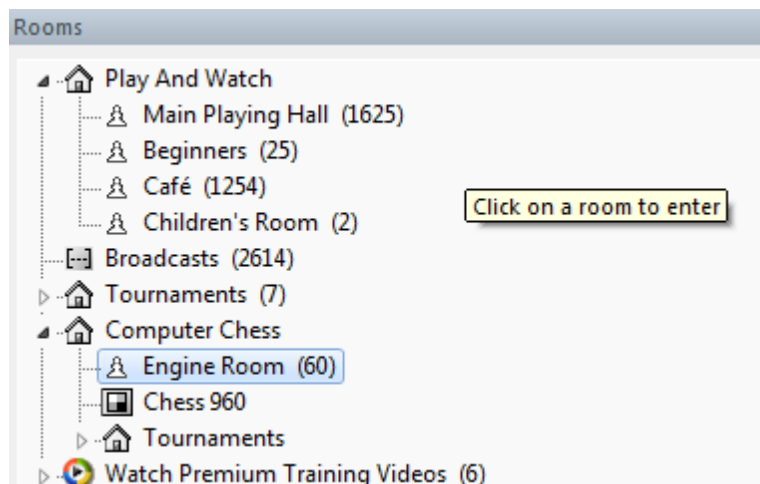 Rooms
Play And Watch
Main Playing Hall (1625)
Beginners (25)
Café (1254)
Click on a room to enter
Children's Room (2)
Broadcasts (2614)
Tournaments (7)
Computer Chess
Engine Room (60)
Chess 960
Tournaments
Watch Premium Training Videos (6)